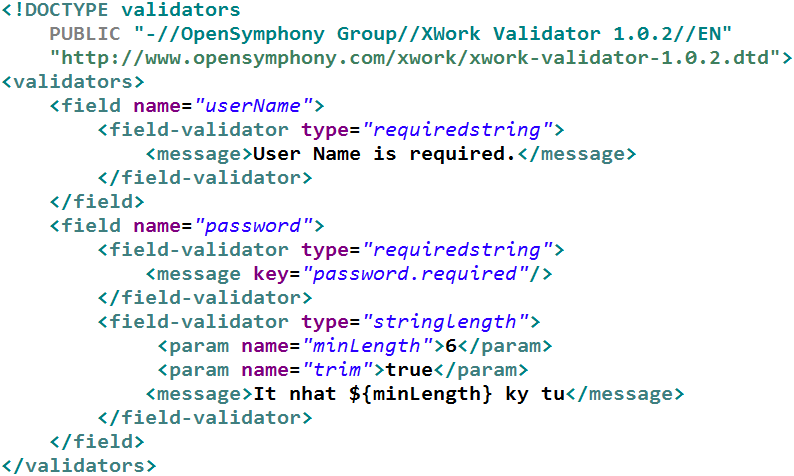 <!DOCTYPE validators
    PUBLIC "-//OpenSymphony Group//XWork Validator 1.0.2//EN"
    "http://www.opensymphony.com/xwork/xwork-validator-1.0.2.dtd">
<validators>
    <field name="userName">
        <field-validator type="requiredstring">
            <message>User Name is required.</message>
        </field-validator>
    </field>
    <field name="password">
        <field-validator type="requiredstring">
            <message key="password.required"/>
        </field-validator>
        <field-validator type="stringlength">
             <param name="minLength">6</param>
             <param name="trim">true</param>
            <message>It nhat ${minLength} ky tu</message>
        </field-validator>
    </field>
</validators>